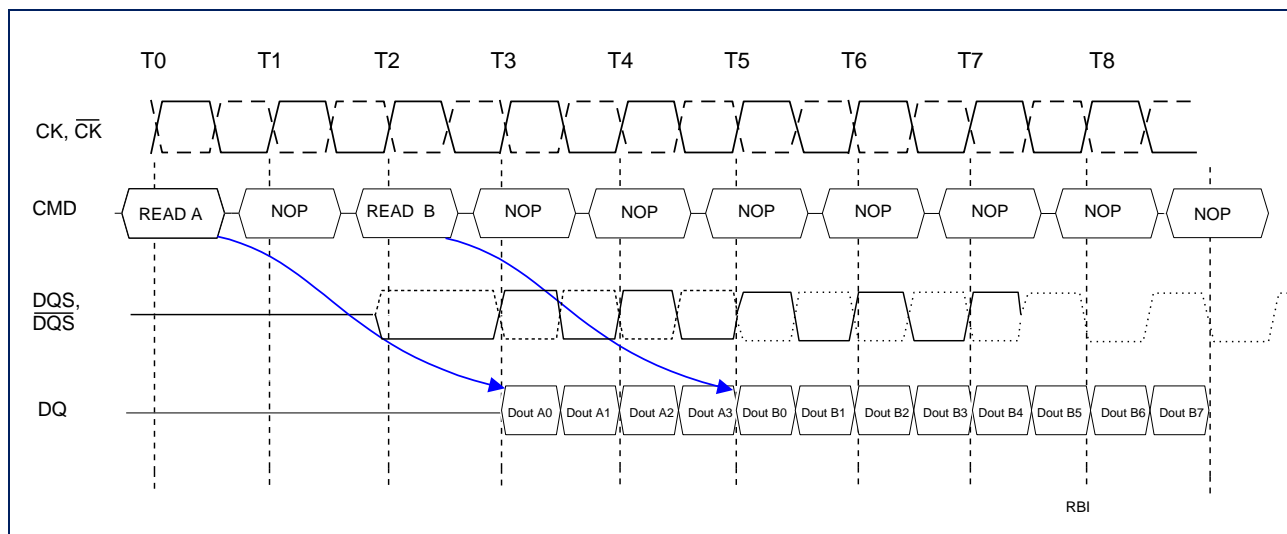 T0 T1 T2 T3 T4 T5 T6 T7 T8
CK, CK
CMD READ A NOP READ B NOP NOP NOP NOP NOP NOP NOP
DQS,
DQS
DQ Dout A0 Dout A1 Dout A2 Dout A3 Dout B0 Dout B1 Dout B2 Dout B3 Dout B4 Dout B5 Dout B6 Dout B7
RBI